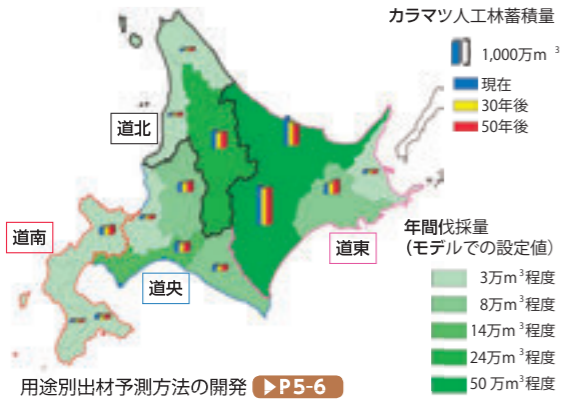 カラマツ人工林蓄積量
1,000万m³
現在
30年後
50年後
道北
道南
道東
道央
年間伐採量
(モデルでの設定値)
3万m³程度
8万m³程度
14万m³程度
24万m³程度
50万m³程度
用途別出材予測方法の開発 ▶P5-6